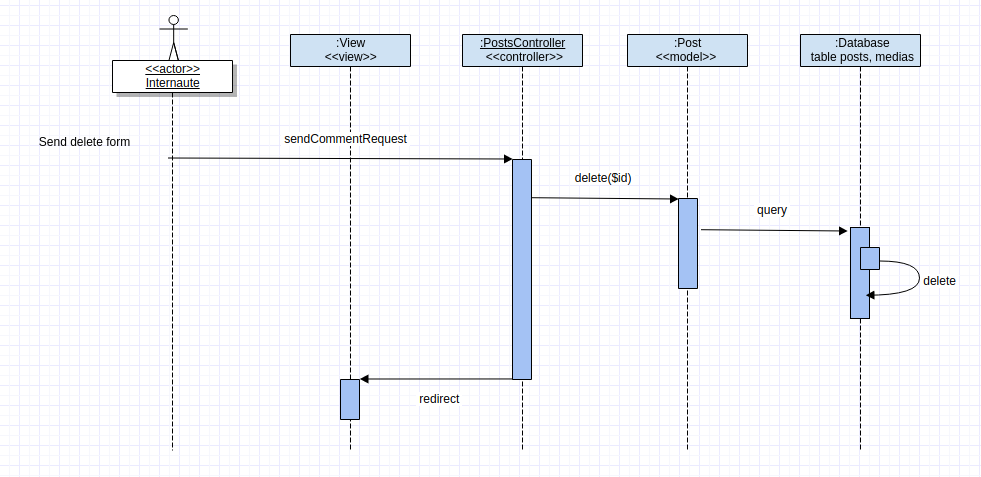 :View
<<view>>
:PostsController
<<controller>>
:Post
<<model>>
:Database
table posts, medias
<<actor>>
Internaute
Send delete form
sendCommentRequest
delete($id)
query
delete
redirect